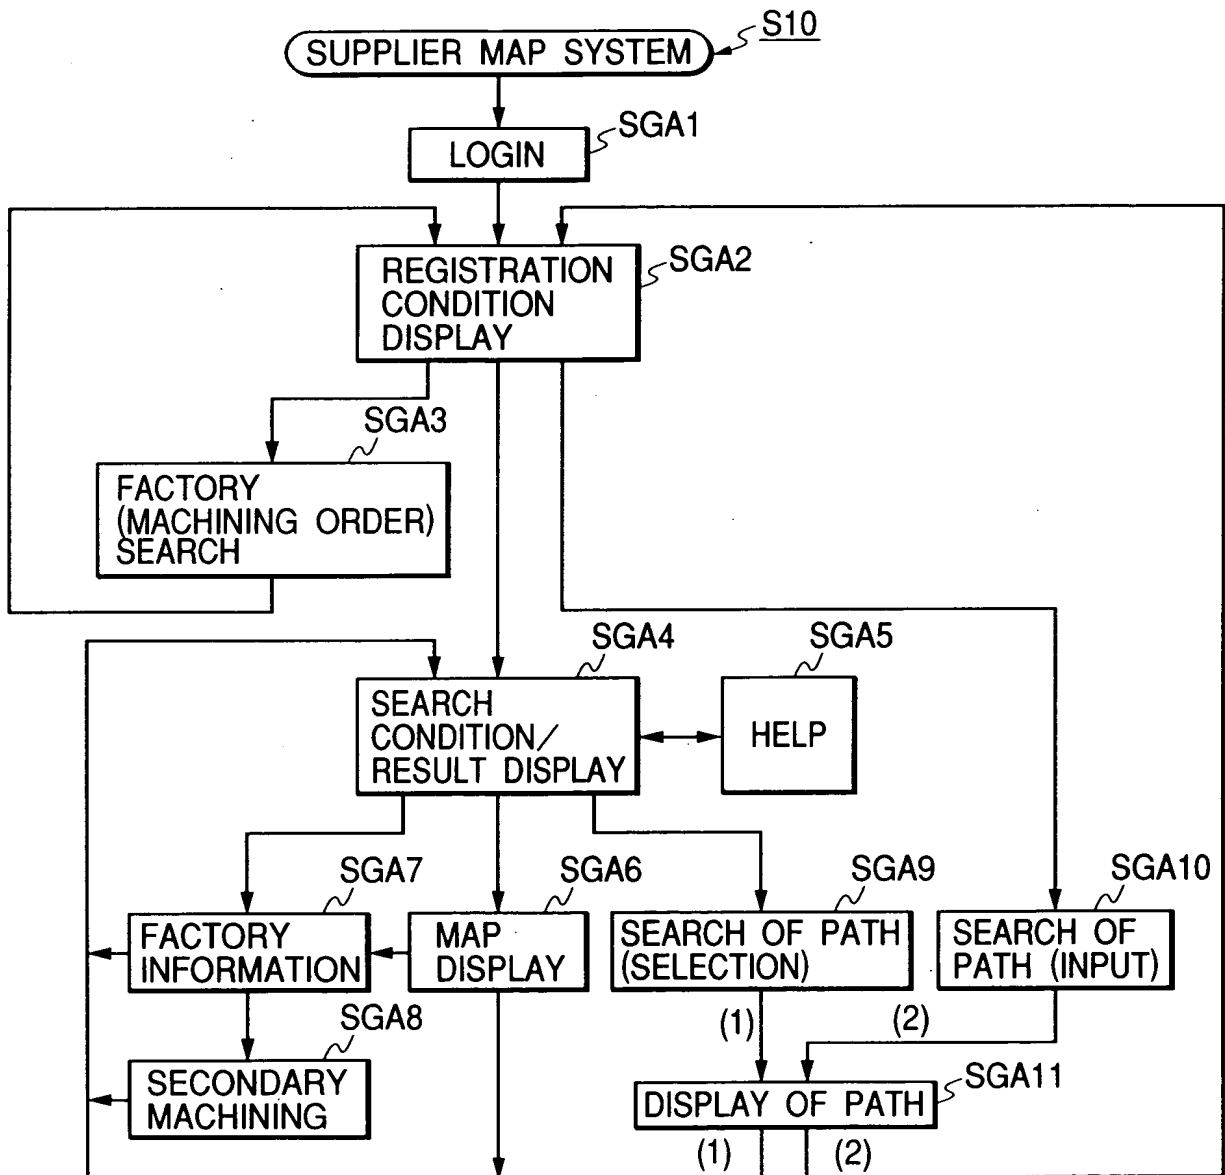 SUPPLIER MAP SYSTEM
S10
LOGIN
SGA1
REGISTRATION
CONDITION
DISPLAY
SGA2
SGA3
FACTORY
(MACHINING ORDER)
SEARCH
SGA4
SEARCH
CONDITION/
RESULT DISPLAY
SGA5
HELP
SGA7
FACTORY
INFORMATION
SGA6
MAP
DISPLAY
SGA9
SEARCH OF PATH
(SELECTION)
SGA10
SEARCH OF
PATH (INPUT)
(1)
(2)
SGA8
SECONDARY
MACHINING
SGA11
DISPLAY OF PATH
(1)
(2)